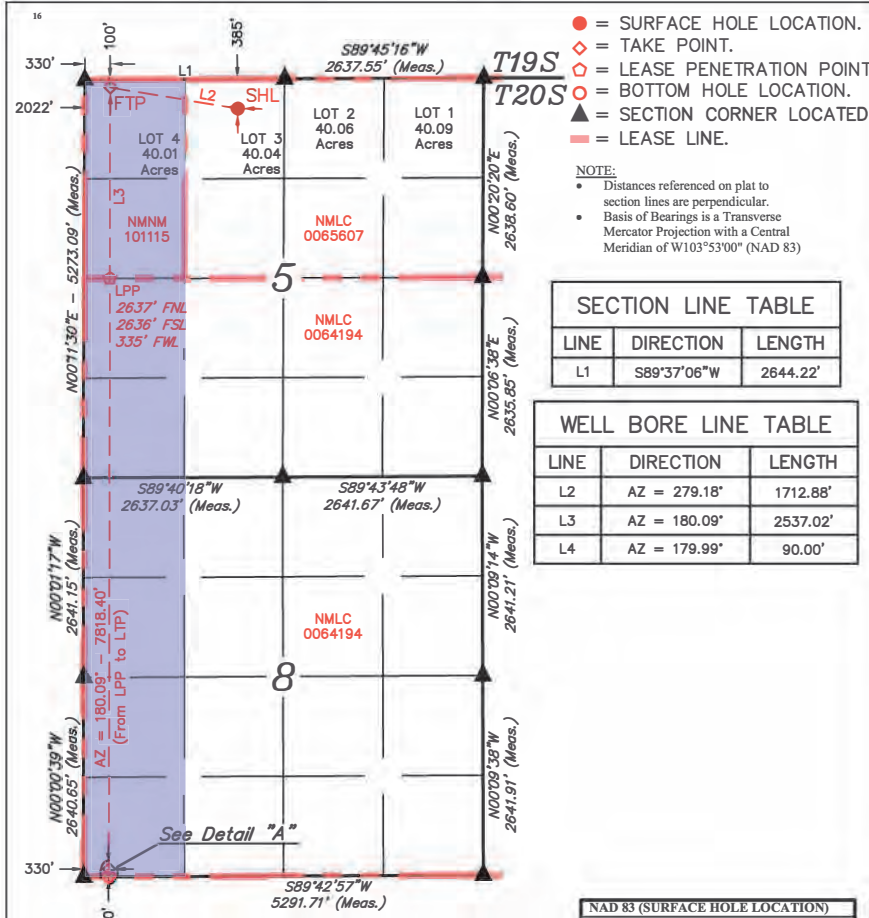 16
100'
385'
330'
L1
S89°45'16"W
2637.55' (Meas.)
T19S
T20S
2022'
FTP
L2
SHL
LOT 4
40.01
Acres
LOT 3
40.04
Acres
LOT 2
40.06
Acres
LOT 1
40.09
Acres
L3
NMNM
101115
NMLC
0065607
N00°20'20"E
2638.60' (Meas.)
N00°11'30"E - 5273.09' (Meas.)
5
LPP
2637' FNL
2636' FSL
335' FWL
NMLC
0064194
N00°06'38"E
2635.85' (Meas.)
S89°40'18"W
2637.03' (Meas.)
S89°43'48"W
2641.67' (Meas.)
N00°01'17"W
2641.15' (Meas.)
N00°09'14"W
2641.21' (Meas.)
AZ = 180.09° - 7818.40'
(From LPP to LTP)
NMLC
0064194
8
N00°00'39"W
2640.65' (Meas.)
N00°09'38"W
2641.91' (Meas.)
See Detail "A"
330'
S89°42'57"W
5291.71' (Meas.)
= SURFACE HOLE LOCATION.
= TAKE POINT.
= LEASE PENETRATION POINT
= BOTTOM HOLE LOCATION.
= SECTION CORNER LOCATED
= LEASE LINE.
NOTE:
• Distances referenced on plat to
section lines are perpendicular.
• Basis of Bearings is a Transverse
Mercator Projection with a Central
Meridian of W103°53'00" (NAD 83)
SECTION LINE TABLE
LINE DIRECTION LENGTH
L1 S89°37'06"W 2644.22'
WELL BORE LINE TABLE
LINE DIRECTION LENGTH
L2 AZ = 279.18° 1712.88'
L3 AZ = 180.09° 2537.02'
L4 AZ = 179.99° 90.00'
NAD 83 (SURFACE HOLE LOCATION)